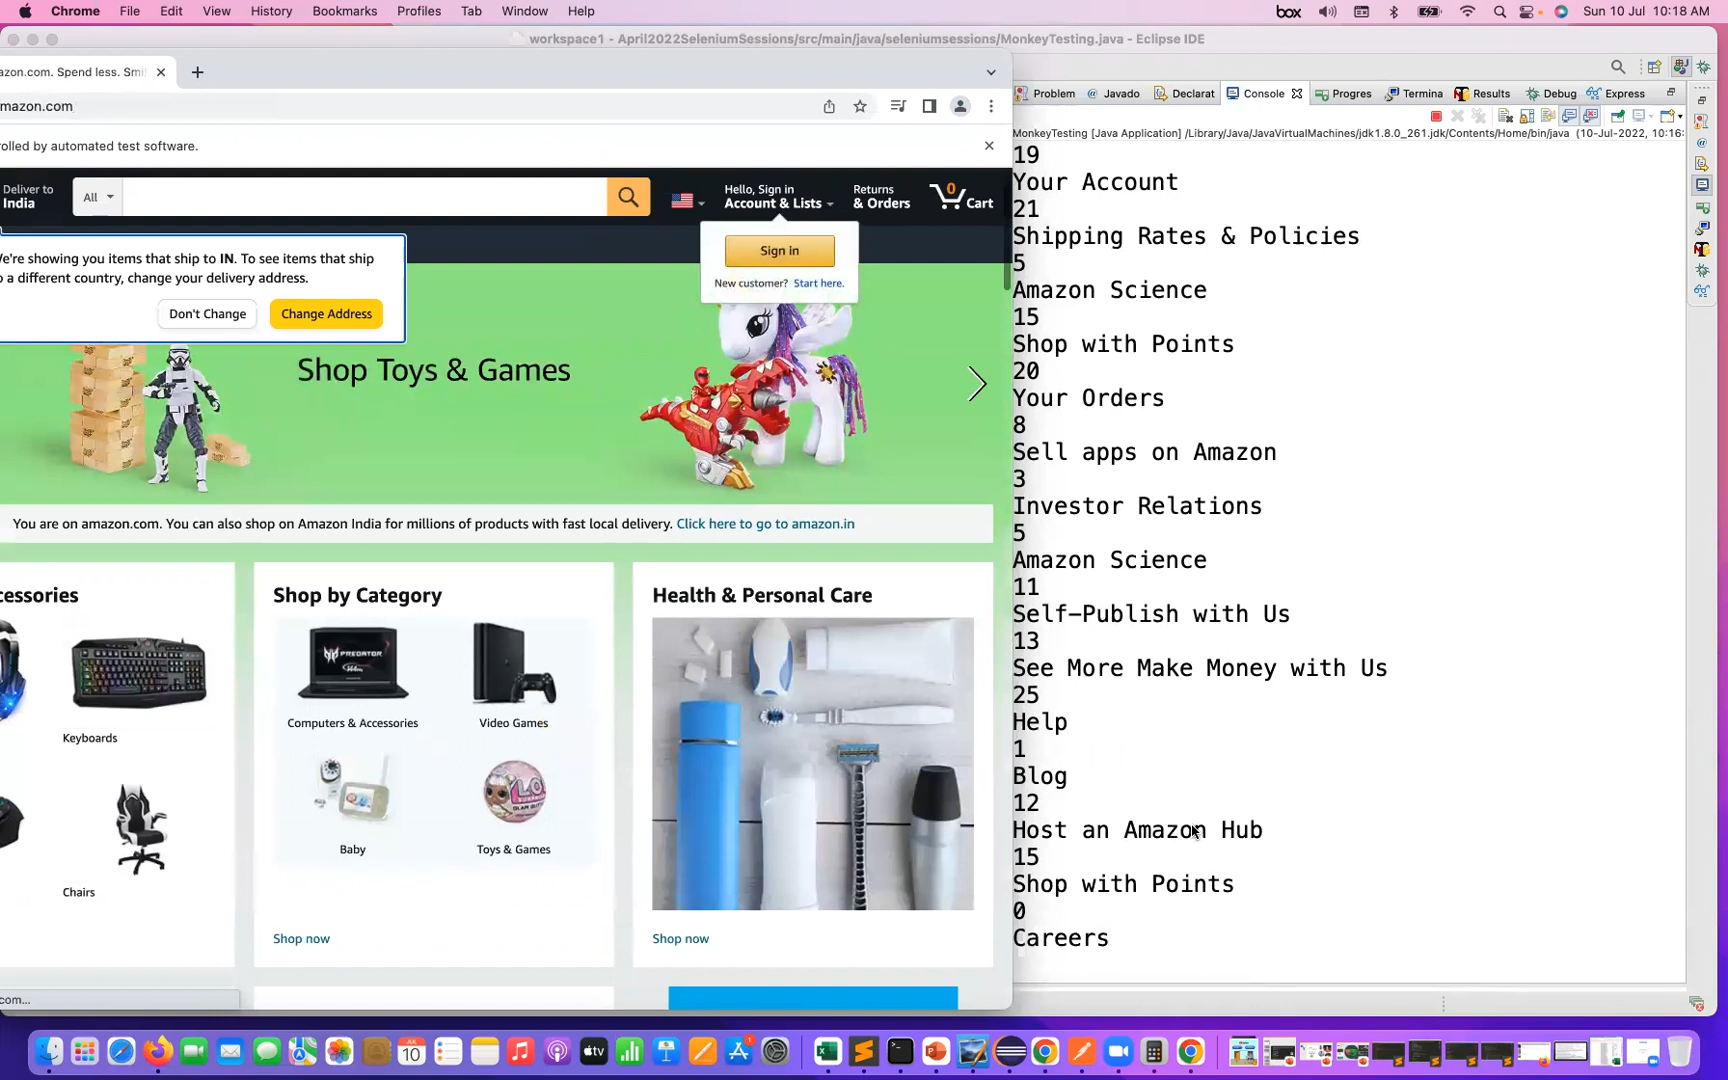 Chrome File Edit View History Bookmarks Profiles Tab Window Help
box Sun 10 Jul 10:18 AM
workspace1 - April2022SeleniumSessions/src/main/java/seleniumsessions/MonkeyTesting.java - Eclipse IDE
azon.com. Spend less. Smi
mazon.com
rolled by automated test software.
Deliver to
India
All
Hello, Sign in
Account & Lists
Returns
& Orders
0
Cart
Sign in
New customer? Start here.
We're showing you items that ship to IN. To see items that ship
o a different country, change your delivery address.
Don't Change
Change Address
Shop Toys & Games
You are on amazon.com. You can also shop on Amazon India for millions of products with fast local delivery. Click here to go to amazon.in
cessories
Keyboards
Chairs
Shop by Category
PREDATOR
Computers & Accessories
Video Games
Baby
Toys & Games
Shop now
Health & Personal Care
Shop now
com...
Problem Javado Declarat Console Progres Termina Results Debug Express
MonkeyTesting [Java Application] /Library/Java/JavaVirtualMachines/jdk1.8.0_261.jdk/Contents/Home/bin/java (10-Jul-2022, 10:16:
19
Your Account
21
Shipping Rates & Policies
5
Amazon Science
15
Shop with Points
20
Your Orders
8
Sell apps on Amazon
3
Investor Relations
5
Amazon Science
11
Self-Publish with Us
13
See More Make Money with Us
25
Help
1
Blog
12
Host an Amazon Hub
15
Shop with Points
0
Careers
JUL
10
tv
1